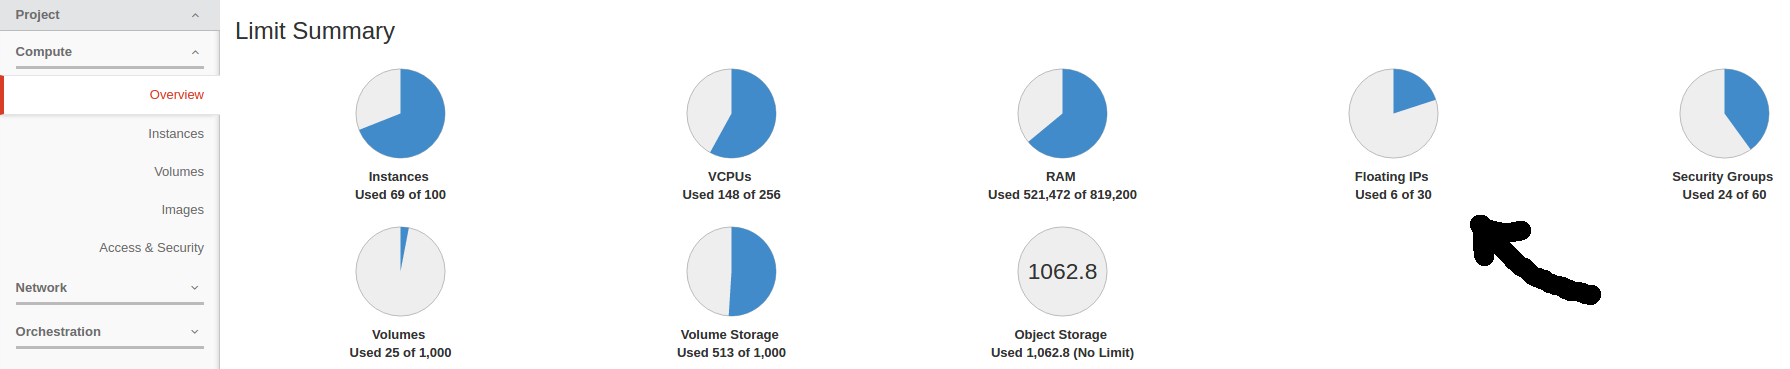 Project
Compute
Overview
Instances
Volumes
Images
Access & Security
Network
Orchestration
Limit Summary
Instances
Used 69 of 100
VCPUs
Used 148 of 256
RAM
Used 521,472 of 819,200
Floating IPs
Used 6 of 30
Security Groups
Used 24 of 60
Volumes
Used 25 of 1,000
Volume Storage
Used 513 of 1,000
1062.8
Object Storage
Used 1,062.8 (No Limit)